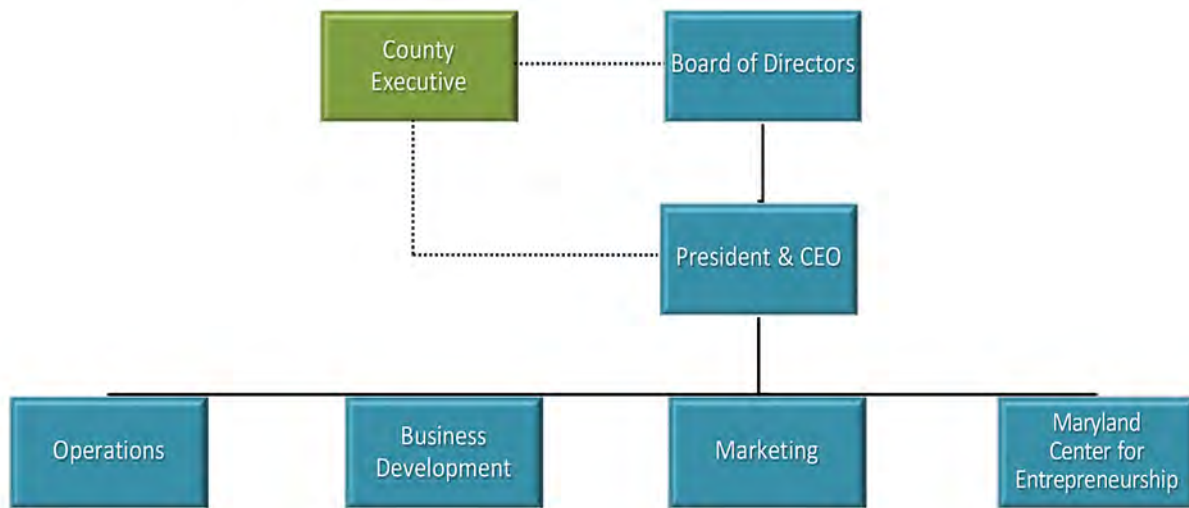 County
Executive
Board of Directors
President & CEO
Operations
Business
Development
Marketing
Maryland
Center for
Entrepreneurship